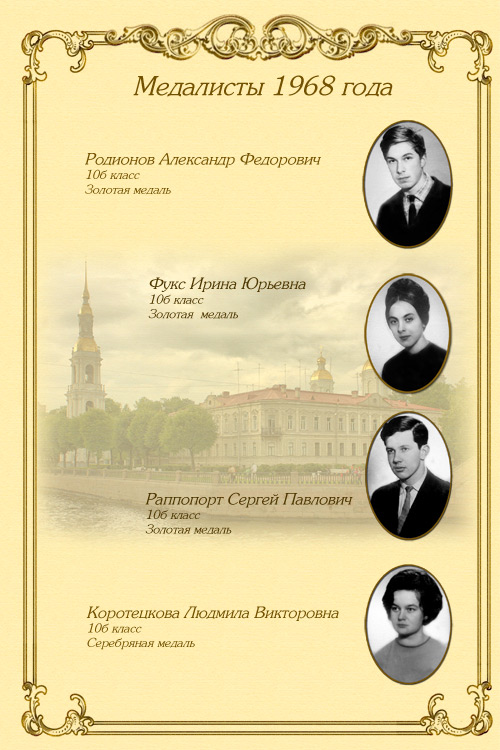 Медалисты 1968 года
Родионов Александр Федорович
10б класс
Золотая медаль
Фукс Ирина Юрьевна
10б класс
Золотая медаль
Раппопорт Сергей Павлович
10б класс
Золотая медаль
Коротецкова Людмила Викторовна
10б класс
Серебряная медаль